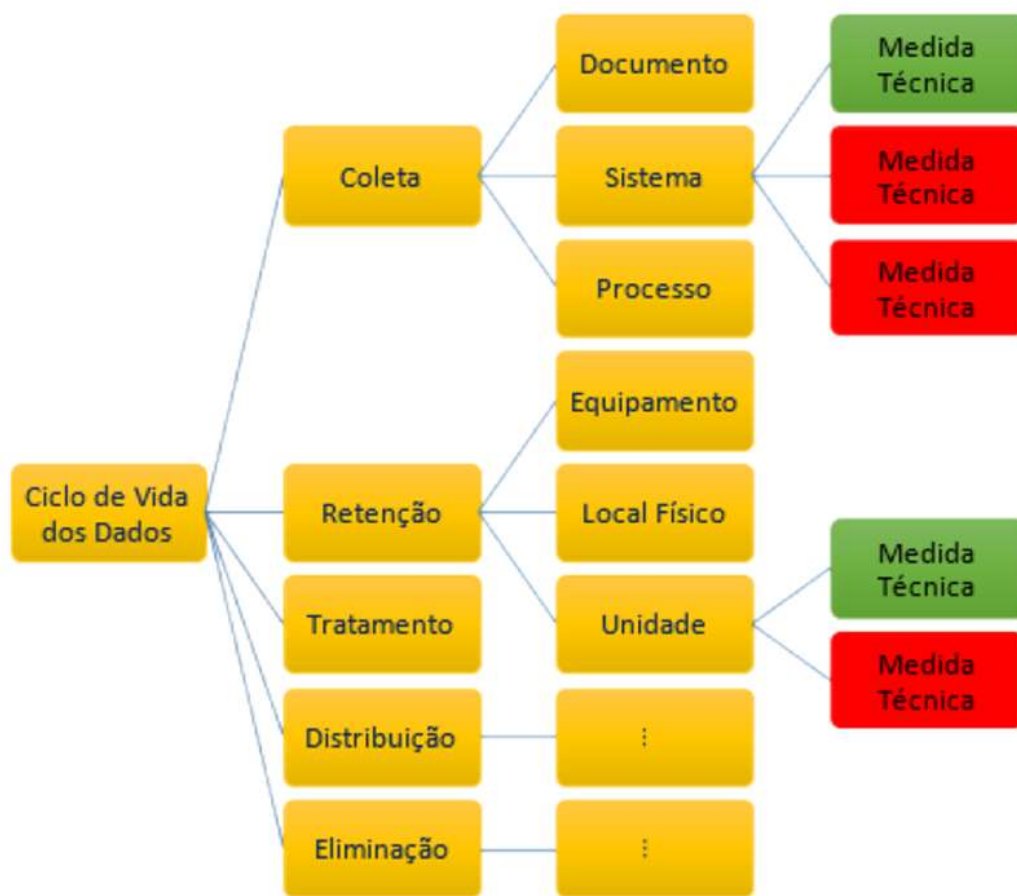 Documento
Medida
Técnica
Coleta
Sistema
Medida
Técnica
Processo
Medida
Técnica
Equipamento
Ciclo de Vida
dos Dados
Retenção
Local Físico
Medida
Técnica
Tratamento
Unidade
Medida
Técnica
Distribuição
⋮
Eliminação
⋮